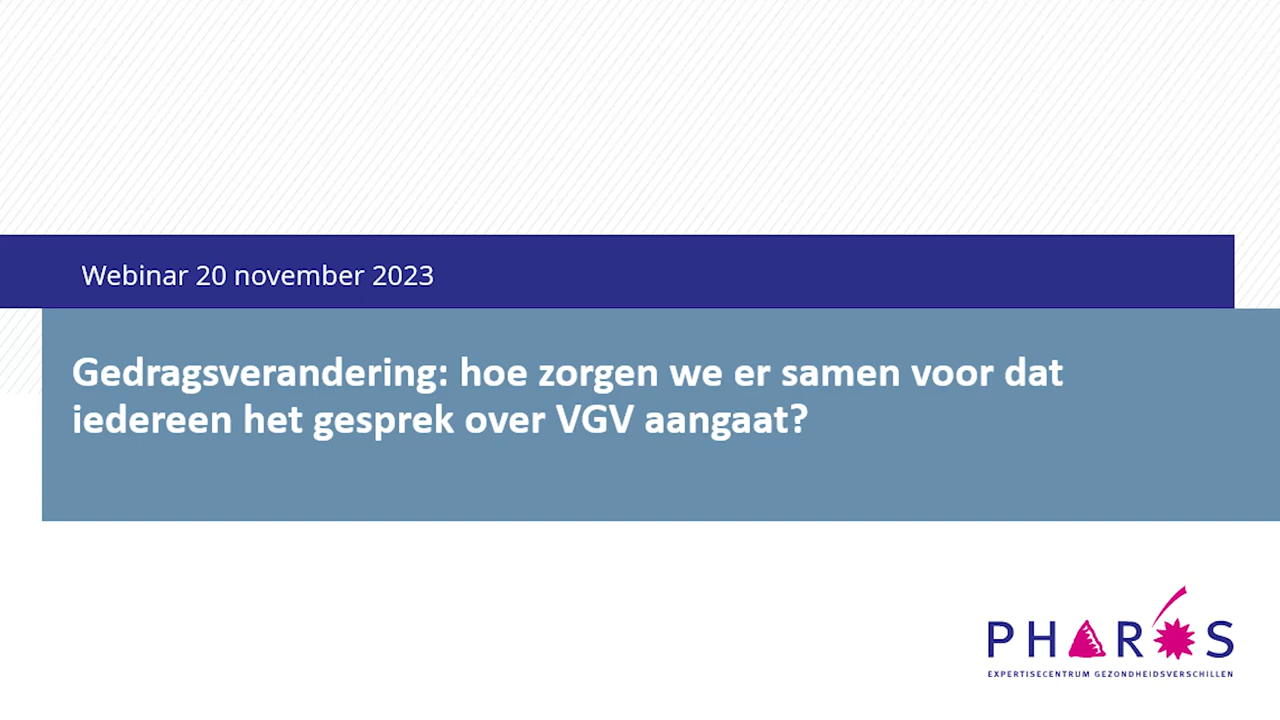 Webinar 20 november 2023
Gedragsverandering: hoe zorgen we er samen voor dat
iedereen het gesprek over VGV aangaat?
PHAROS
EXPERTISECENTRUM GEZONDHEIDSVERSCHILLEN